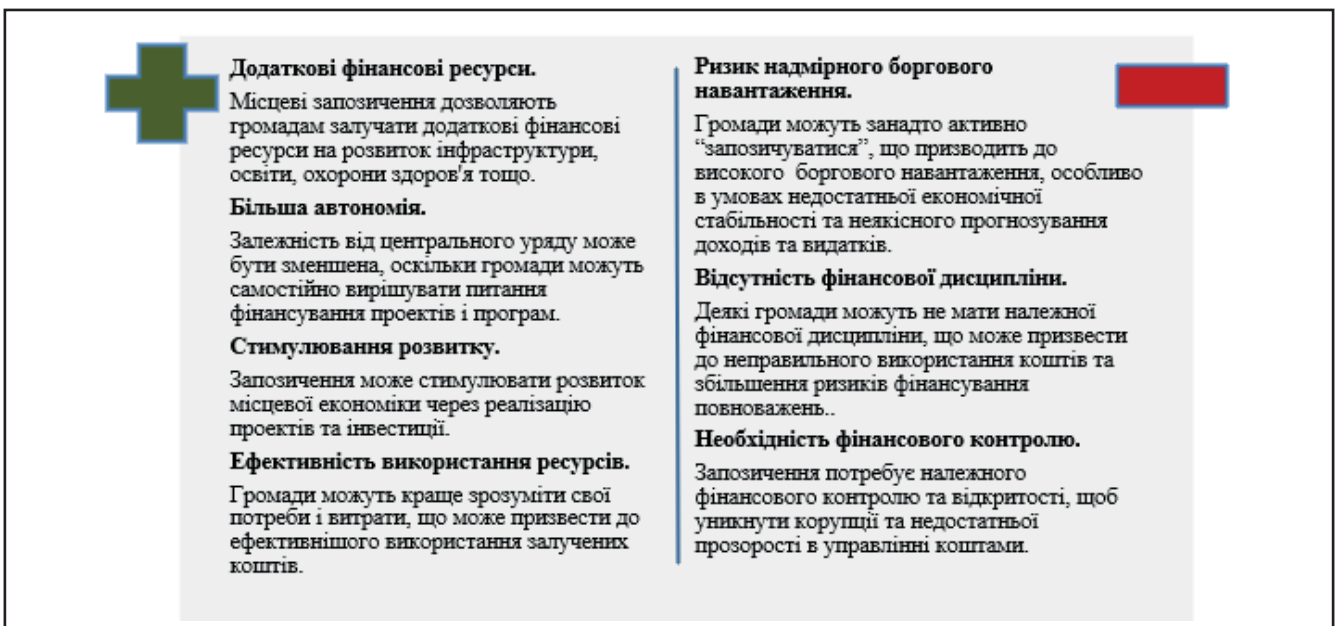 Додаткові фінансові ресурси.
Місцеві запозичення дозволяють
громадам залучати додаткові фінансові
ресурси на розвиток інфраструктури,
освіти, охорони здоров'я тощо.
Більша автономія.
Залежність від центрального уряду може
бути зменшена, оскільки громади можуть
самостійно вирішувати питання
фінансування проектів і програм.
Стимулювання розвитку.
Запозичення може стимулювати розвиток
місцевої економіки через реалізацію
проектів та інвестиції.
Ефективність використання ресурсів.
Громади можуть краще зрозуміти свої
потреби і витрати, що може призвести до
ефективнішого використання залучених
коштів.
Ризик надмірного боргового
навантаження.
Громади можуть занадто активно
“запозичуватися”, що призводить до
високого боргового навантаження, особливо
в умовах недостатньої економічної
стабільності та неякісного прогнозування
доходів та видатків.
Відсутність фінансової дисципліни.
Деякі громади можуть не мати належної
фінансової дисципліни, що може призвести
до неправильного використання коштів та
збільшення ризиків фінансування
повноважень..
Необхідність фінансового контролю.
Запозичення потребує належного
фінансового контролю та відкритості, щоб
уникнути корупції та недостатньої
прозорості в управлінні коштами.